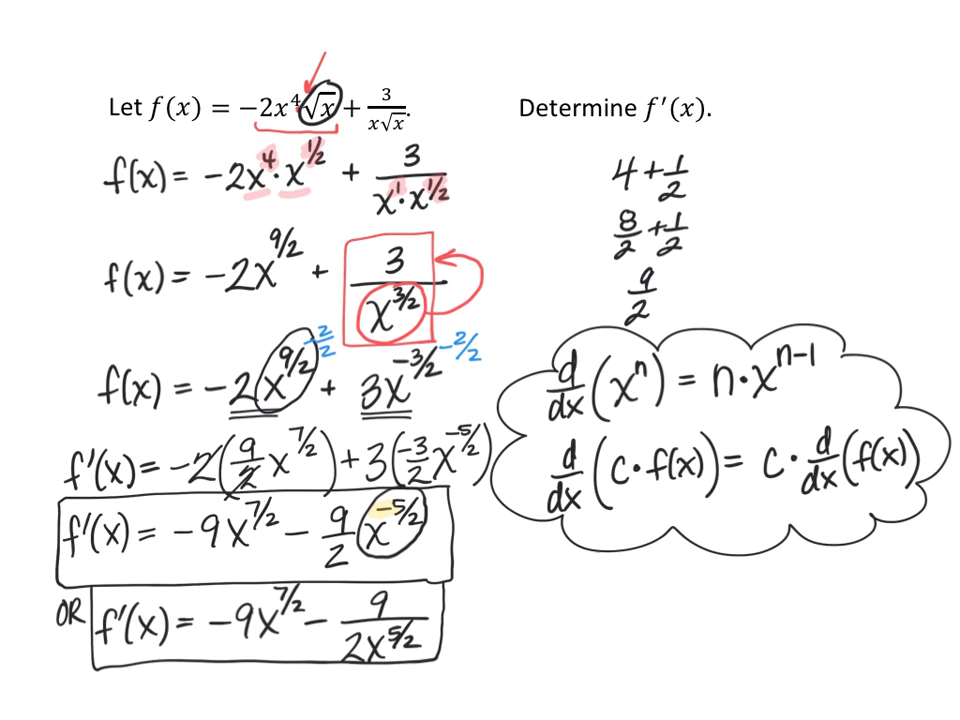 Let f(x) = −2x⁴√x + 3/(x√x). Determine f′(x).
f(x) = −2x⁴·x^(1/2) + 3/(x¹·x^(1/2))
4 + 1/2
8/2 + 1/2
9/2
f(x) = −2x^(9/2) + 3/x^(3/2)
f(x) = −2x^(9/2 − 2/2) + 3x^(−3/2 − 2/2)
f′(x) = −2(9/2 x^(7/2)) + 3(−3/2 x^(−5/2))
f′(x) = −9x^(7/2) − 9/2 x^(−5/2)
OR f′(x) = −9x^(7/2) − 9/(2x^(5/2))
d/dx (xⁿ) = n·x^(n−1)
d/dx (c·f(x)) = c·d/dx (f(x))